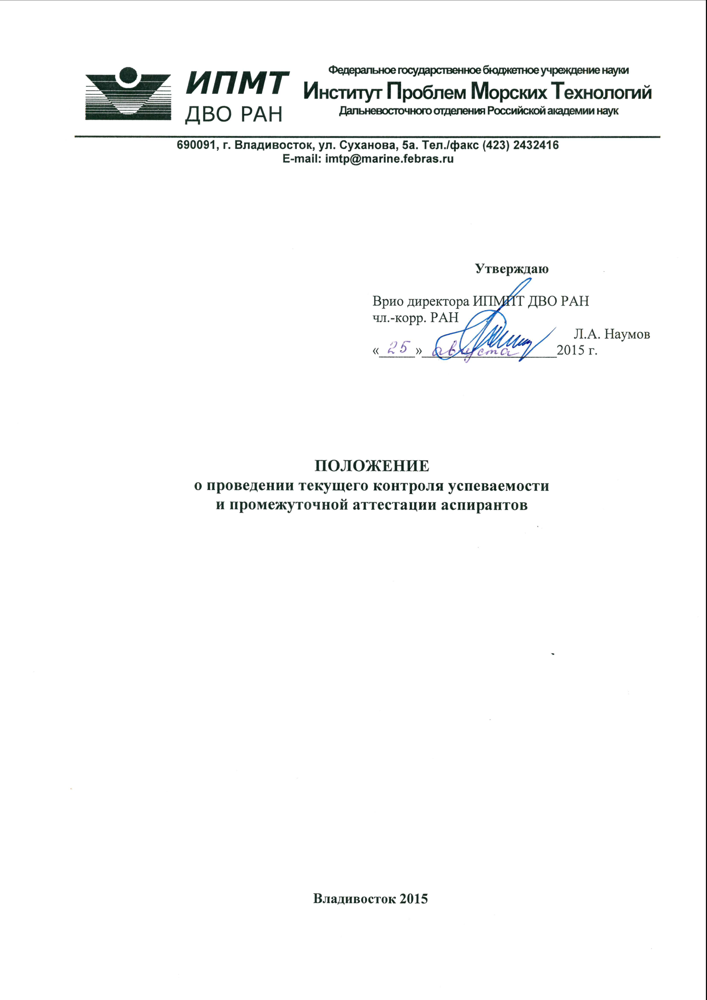 ИПМТ
ДВО РАН
Федеральное государственное бюджетное учреждение науки
Институт Проблем Морских Технологий
Дальневосточного отделения Российской академии наук
690091, г. Владивосток, ул. Суханова, 5а. Тел./факс (423) 2432416
E-mail: imtp@marine.febras.ru
Утверждаю
Врио директора ИПМТ ДВО РАН
чл.-корр. РАН
Л.А. Наумов
«25» августа 2015 г.
ПОЛОЖЕНИЕ
о проведении текущего контроля успеваемости
и промежуточной аттестации аспирантов
Владивосток 2015